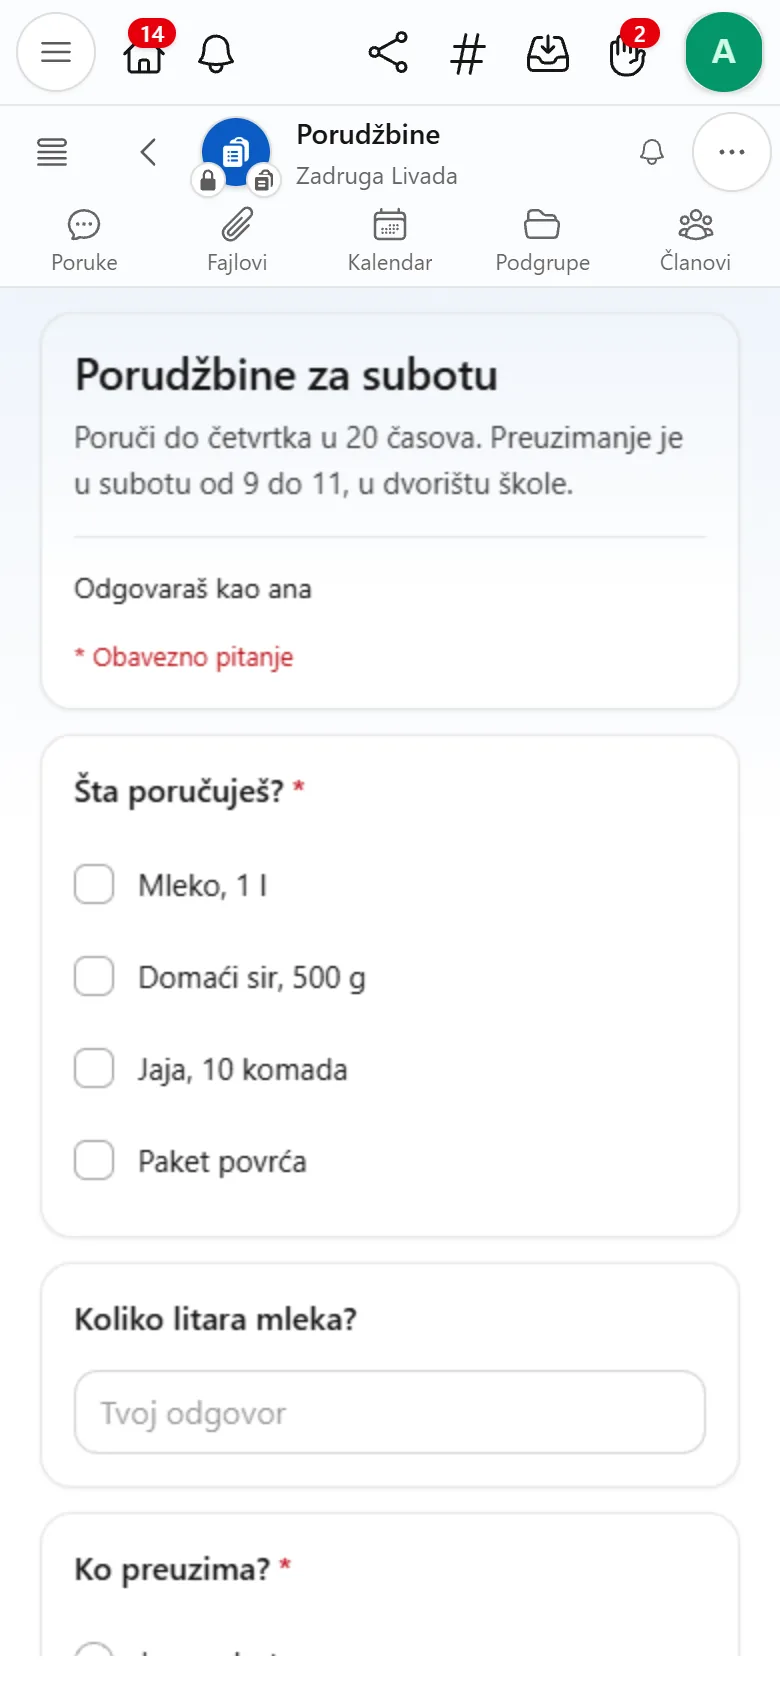 14
2
A
Porudžbine
Zadruga Livada
Poruke
Fajlovi
Kalendar
Podgrupe
Članovi
Porudžbine za subotu
Poruči do četvrtka u 20 časova. Preuzimanje je
u subotu od 9 do 11, u dvorištu škole.
Odgovaraš kao ana
* Obavezno pitanje
Šta poručuješ? *
Mleko, 1 l
Domaći sir, 500 g
Jaja, 10 komada
Paket povrća
Koliko litara mleka?
Tvoj odgovor
Ko preuzima? *